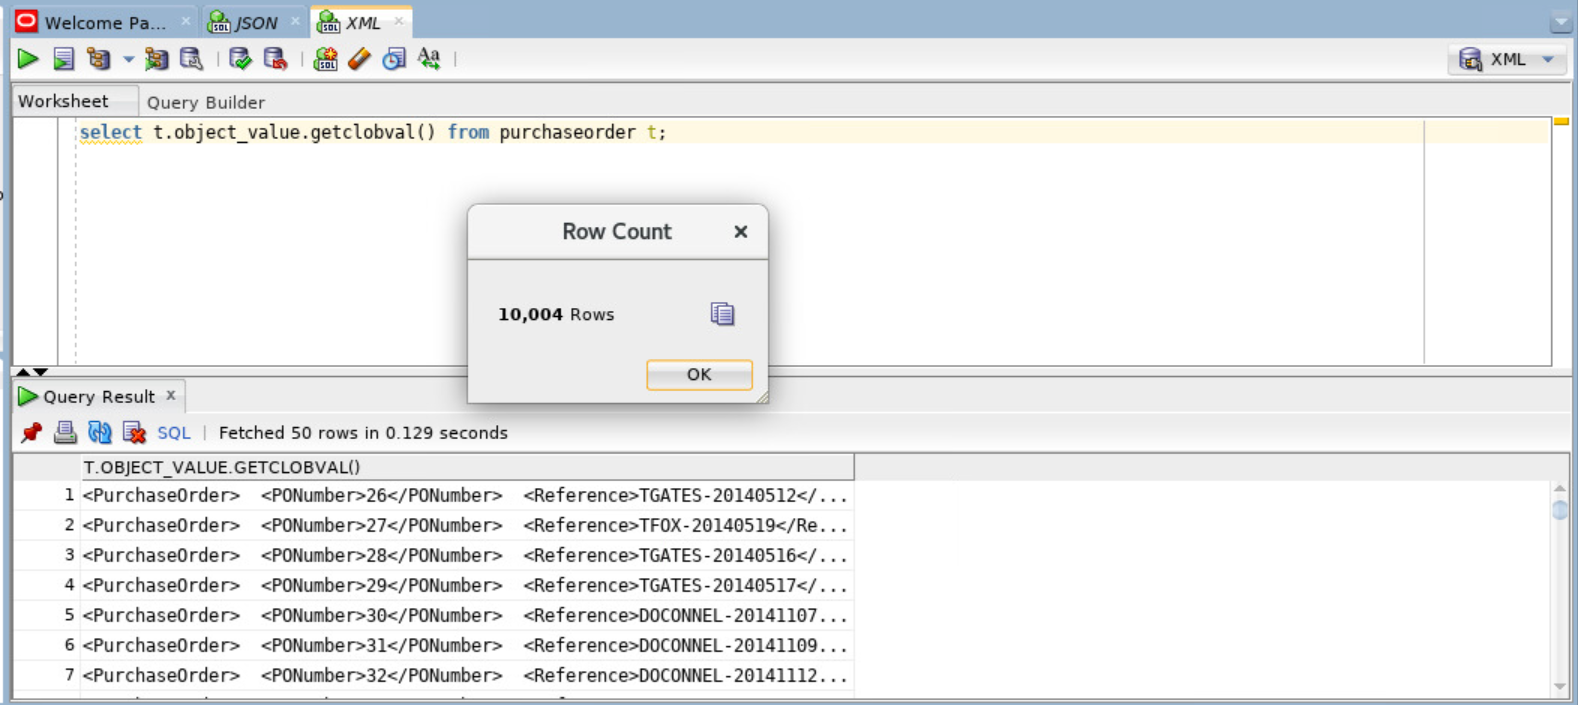 Welcome Pa... JSON XML
XML
Worksheet Query Builder
select t.object_value.getclobval() from purchaseorder t;
Row Count
10,004 Rows
OK
Query Result
SQL | Fetched 50 rows in 0.129 seconds
T.OBJECT_VALUE.GETCLOBVAL()
1 <PurchaseOrder> <PONumber>26</PONumber> <Reference>TGATES-20140512</...
2 <PurchaseOrder> <PONumber>27</PONumber> <Reference>TFOX-20140519</Re...
3 <PurchaseOrder> <PONumber>28</PONumber> <Reference>TGATES-20140516</...
4 <PurchaseOrder> <PONumber>29</PONumber> <Reference>TGATES-20140517</...
5 <PurchaseOrder> <PONumber>30</PONumber> <Reference>DOCONNEL-20141107...
6 <PurchaseOrder> <PONumber>31</PONumber> <Reference>DOCONNEL-20141109...
7 <PurchaseOrder> <PONumber>32</PONumber> <Reference>DOCONNEL-20141112...